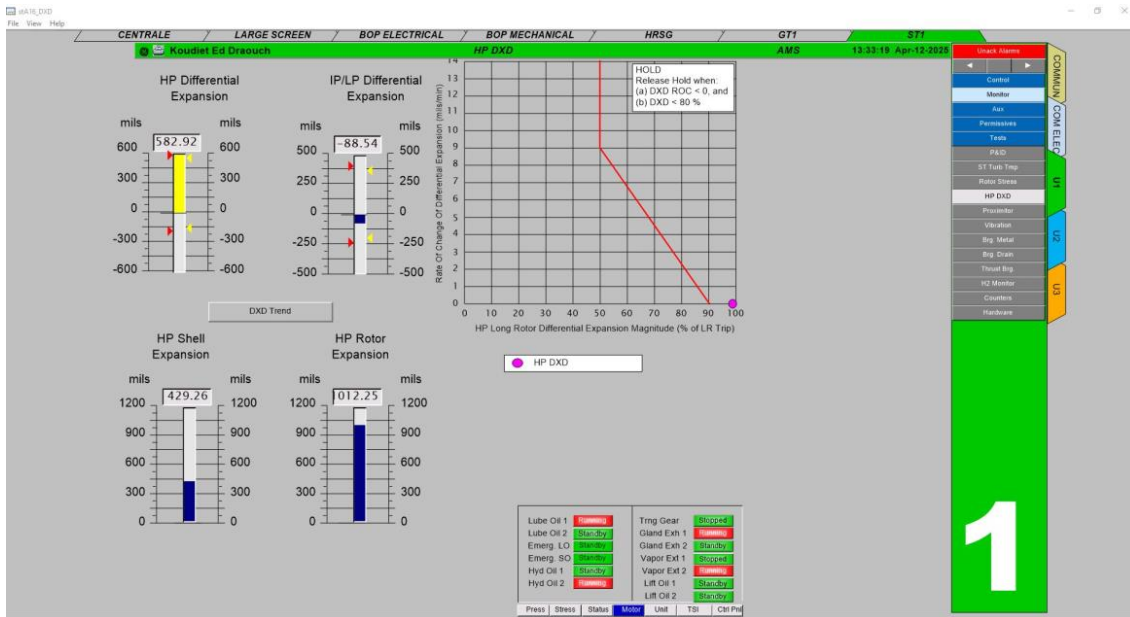 vtA16_DXD
File View Help
CENTRALE LARGE SCREEN BOP ELECTRICAL BOP MECHANICAL HRSG GT1 ST1
Koudiet Ed Draouch HP DXD AMS 13:33:19 Apr-12-2025
Unack Alarms
Control
Monitor
Aux
Permissives
Tests
P&ID
ST Turb Tmp
Rotor Stress
HP DXD
Proximitor
Vibration
Brg. Metal
Brg. Drain
Thrust Brg.
H2 Monitor
Counters
Hardware
COMMUN
COM ELEC
U1
U2
U3
1
HP Differential
Expansion
mils mils
582.92
600 600
300 300
0 0
-300 -300
-600 -600
IP/LP Differential
Expansion
mils mils
-88.54
500 500
250 250
0 0
-250 -250
-500 -500
DXD Trend
Rate Of Change Of Differential Expansion (mils/min)
14
13
12
11
10
9
8
7
6
5
4
3
2
1
0
0 10 20 30 40 50 60 70 80 90 100
HP Long Rotor Differential Expansion Magnitude (% of LR Trip)
HOLD
Release Hold when:
(a) DXD ROC < 0, and
(b) DXD < 80 %
HP DXD
HP Shell
Expansion
mils mils
429.26
1200 1200
900 900
600 600
300 300
0 0
HP Rotor
Expansion
mils mils
1012.25
1200 1200
900 900
600 600
300 300
0 0
Lube Oil 1 Running
Lube Oil 2 Standby
Emerg. LO Standby
Emerg. SO Standby
Hyd Oil 1 Standby
Hyd Oil 2 Running
Trng Gear Stopped
Gland Exh 1 Running
Gland Exh 2 Standby
Vapor Ext 1 Stopped
Vapor Ext 2 Running
Lift Oil 1 Standby
Lift Oil 2 Standby
Press Stress Status Motor Unit TSI Ctrl Pnl